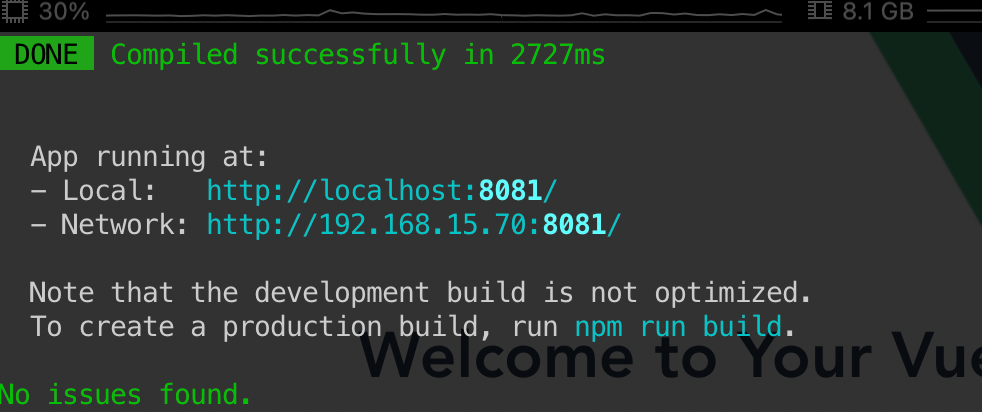 30% 8.1 GB
DONE Compiled successfully in 2727ms
App running at:
- Local: http://localhost:8081/
- Network: http://192.168.15.70:8081/
Note that the development build is not optimized.
To create a production build, run npm run build.
Welcome to Your Vue
No issues found.